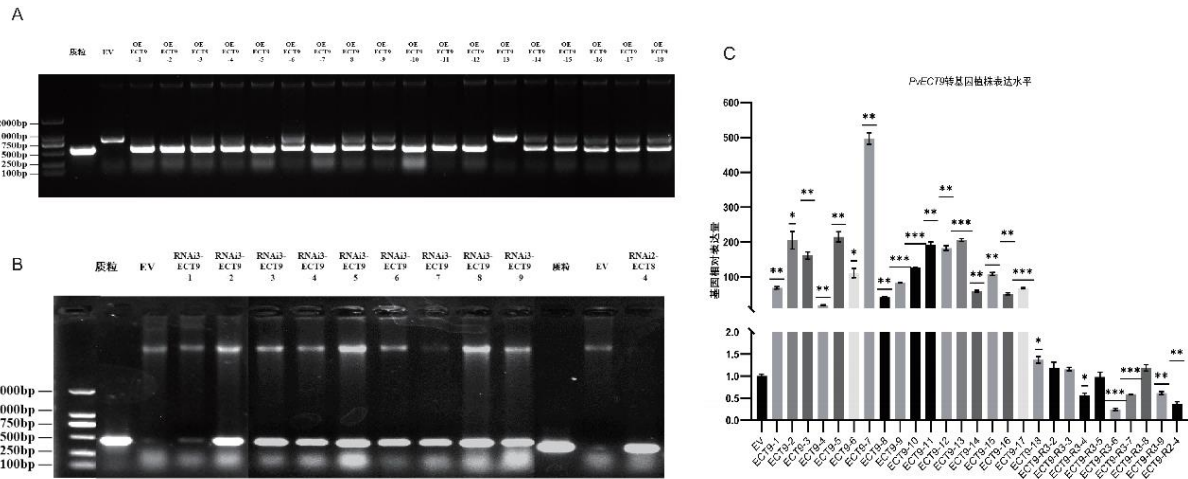 A
质粒
EV
OE
ECT9
-1
OE
ECT9
-2
OE
ECT9
-3
OE
ECT9
-4
OE
ECT9
-5
OE
ECT9
-6
OE
ECT9
-7
OE
ECT9
8
OE
ECT9
-9
OE
ECT9
-10
OE
ECT9
-11
OE
ECT9
-12
OE
ECT9
13
OE
ECT9
-14
OE
ECT9
-15
OE
ECT9
-16
OE
ECT9
-17
OE
ECT9
-18
2000bp
000bp
750bp
500bp
250bp
100bp
B
质粒
EV
RNAi3-
ECT9
1
RNAi3-
ECT9
2
RNAi3-
ECT9
3
RNAi3-
ECT9
4
RNAi3-
ECT9
5
RNAi3-
ECT9
6
RNAi3-
ECT9
7
RNAi3-
ECT9
8
RNAi3-
ECT9
9
EV
RNAi2-
ECT8
4
000bp
000bp
750bp
500bp
250bp
100bp
C
PvECT9转基因植株表达水平
基因相对表达量
600
500
400
300
200
100
2.0
1.5
1.0
0.5
0.0
**
*
**
**
**
*
**
**
***
***
**
**
***
**
**
**
***
*
*
***
***
**
**
EV
ECT9-1
ECT9-2
ECT9-3
ECT9-4
ECT9-5
ECT9-6
ECT9-7
ECT9-8
ECT9-9
ECT9-10
ECT9-11
ECT9-12
ECT9-13
ECT9-14
ECT9-15
ECT9-16
ECT9-17
ECT9-18
ECT9-R3-2
ECT9-R3-3
ECT9-R3-4
ECT9-R3-5
ECT9-R3-6
ECT9-R3-7
ECT9-R3-8
ECT9-R3-9
ECT9-R2-4